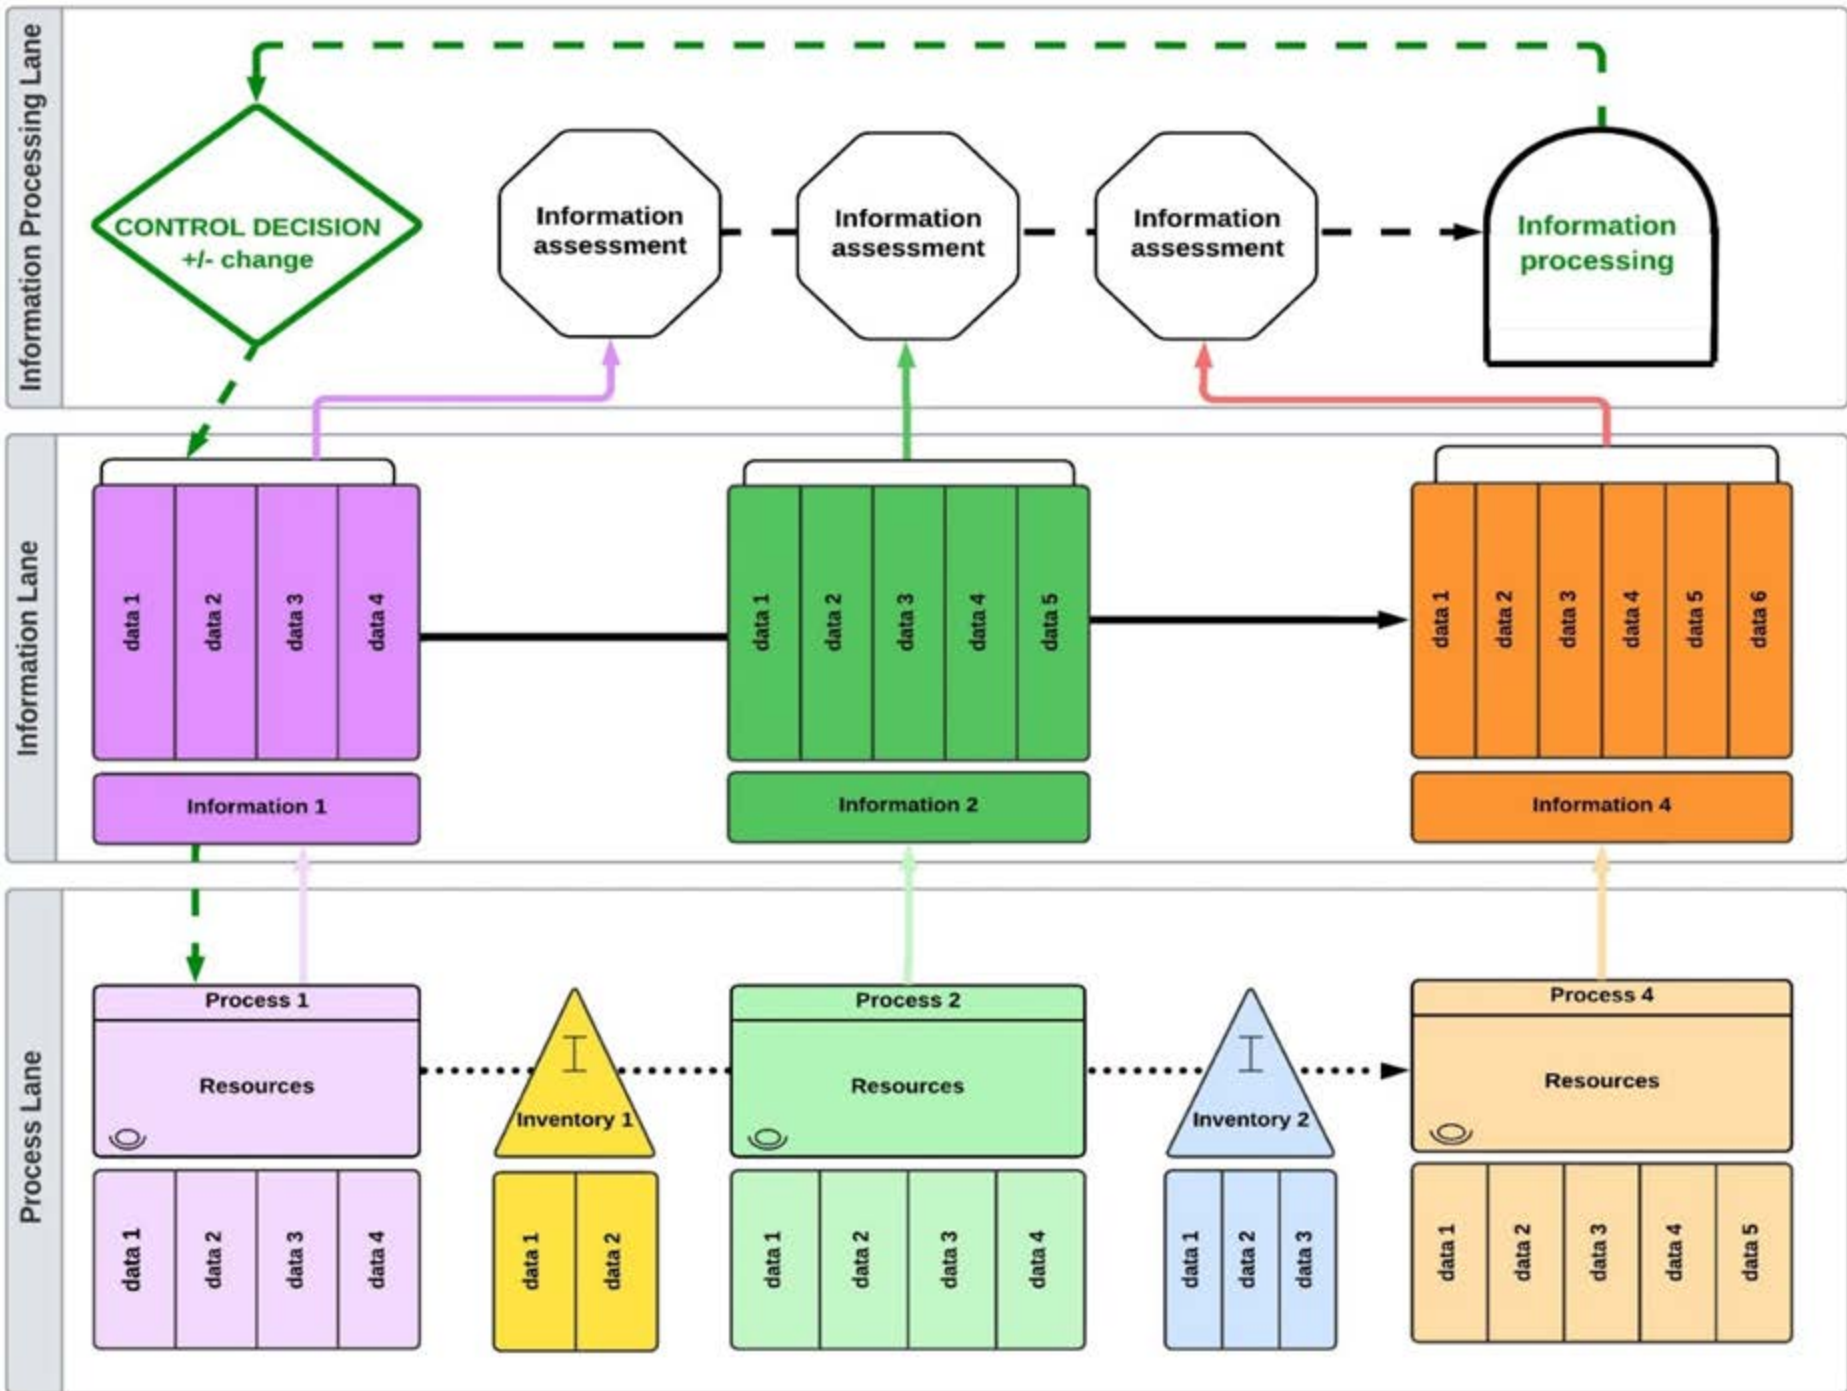 Information Processing Lane
CONTROL DECISION
+/- change
Information
assessment
Information
assessment
Information
assessment
Information
processing
Information Lane
data 1
data 2
data 3
data 4
data 1
data 2
data 3
data 4
data 5
data 1
data 2
data 3
data 4
data 5
data 6
Information 1
Information 2
Information 4
Process Lane
Process 1
Resources
Inventory 1
Process 2
Resources
Inventory 2
Process 4
Resources
data 1
data 2
data 3
data 4
data 1
data 2
data 1
data 2
data 3
data 4
data 1
data 2
data 3
data 1
data 2
data 3
data 4
data 5